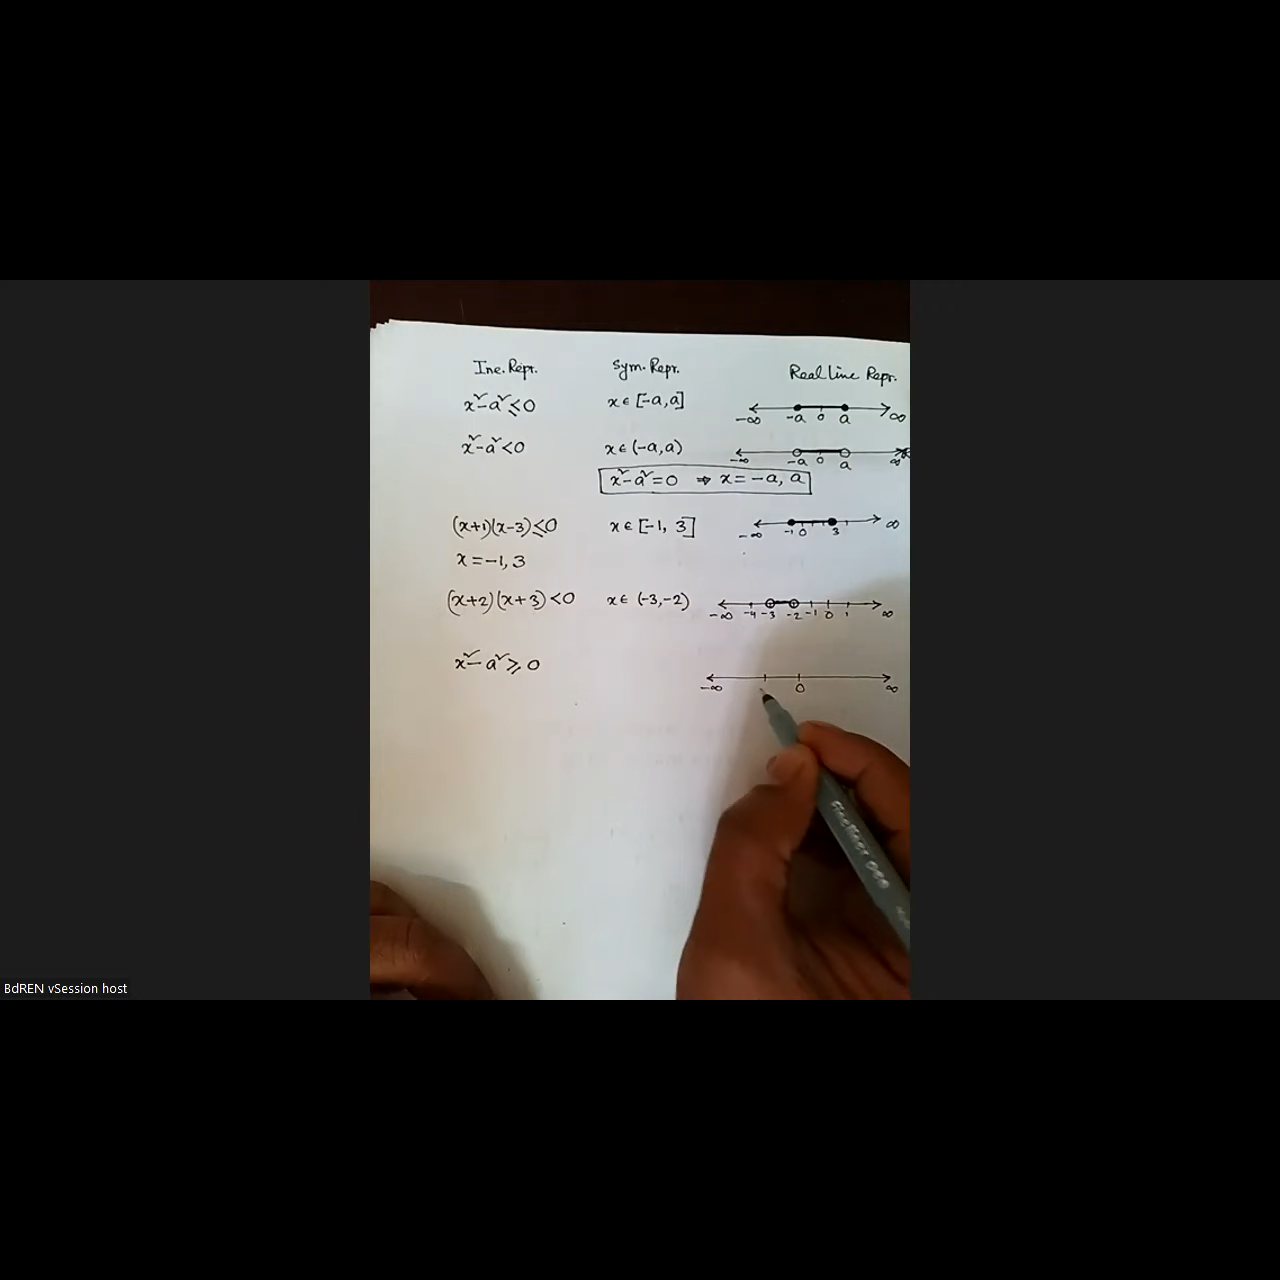 Ine. Repr. Sym. Repr. Real Line Repr.
x² - a² ≤ 0 x ∈ [-a, a] -∞ -a 0 a ∞
x² - a² < 0 x ∈ (-a, a) -∞ -a 0 a ∞
x² - a² = 0 ⇒ x = -a, a
(x+1)(x-3) ≤ 0 x ∈ [-1, 3] -∞ -1 0 3 ∞
x = -1, 3
(x+2)(x+3) < 0 x ∈ (-3, -2) -∞ -4 -3 -2 -1 0 1 ∞
x² - a² ≥ 0 -∞ 0 ∞
BdREN vSession host